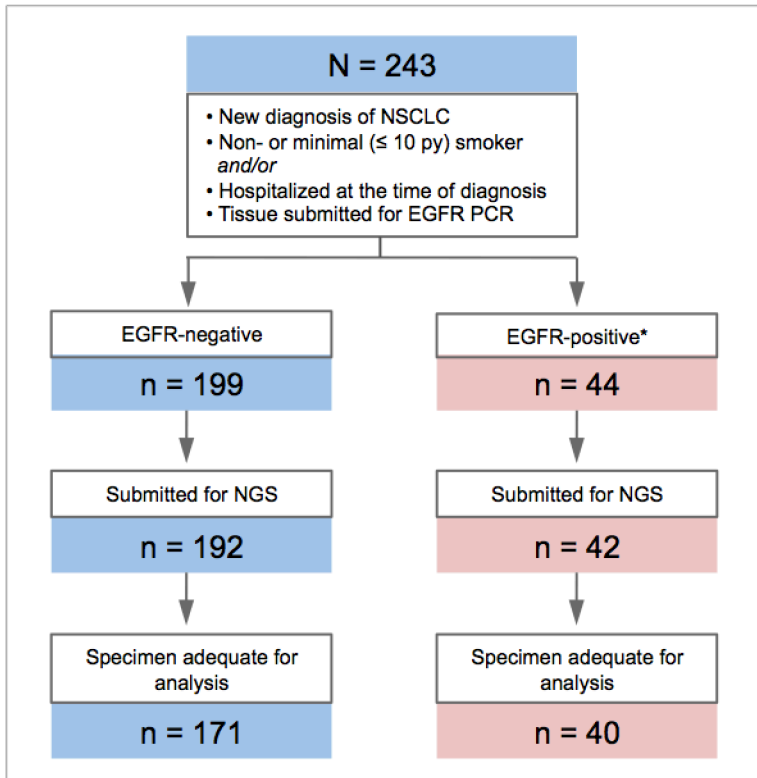 N = 243
• New diagnosis of NSCLC
• Non- or minimal (≤ 10 py) smoker
and/or
• Hospitalized at the time of diagnosis
• Tissue submitted for EGFR PCR
EGFR-negative
n = 199
EGFR-positive*
n = 44
Submitted for NGS
n = 192
Submitted for NGS
n = 42
Specimen adequate for
analysis
n = 171
Specimen adequate for
analysis
n = 40